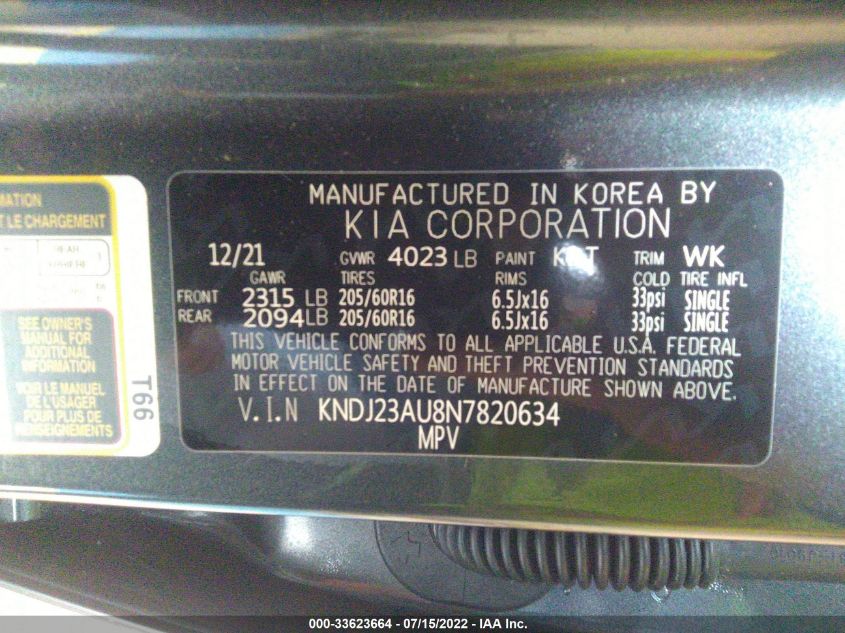 MATION
T LE CHARGEMENT
REAR
SEE OWNER'S
MANUAL FOR
ADDITIONAL
INFORMATION
VOIR LE MANUEL
DE L'USAGER
POUR PLUS DE
RENSEIGNEMENTS
T66
MANUFACTURED IN KOREA BY
KIA CORPORATION
12/21 GVWR 4023 LB PAINT TRIM WK
GAWR TIRES RIMS COLD TIRE INFL
FRONT 2315 LB 205/60R16 6.5Jx16 33psi SINGLE
REAR 2094LB 205/60R16 6.5Jx16 33psi SINGLE
THIS VEHICLE CONFORMS TO ALL APPLICABLE U.S.A. FEDERAL
MOTOR VEHICLE SAFETY AND THEFT PREVENTION STANDARDS
IN EFFECT ON THE DATE OF MANUFACTURE SHOWN ABOVE.
V.I.N KNDJ23AU8N7820634
MPV
000-33623664 - 07/15/2022 - IAA Inc.